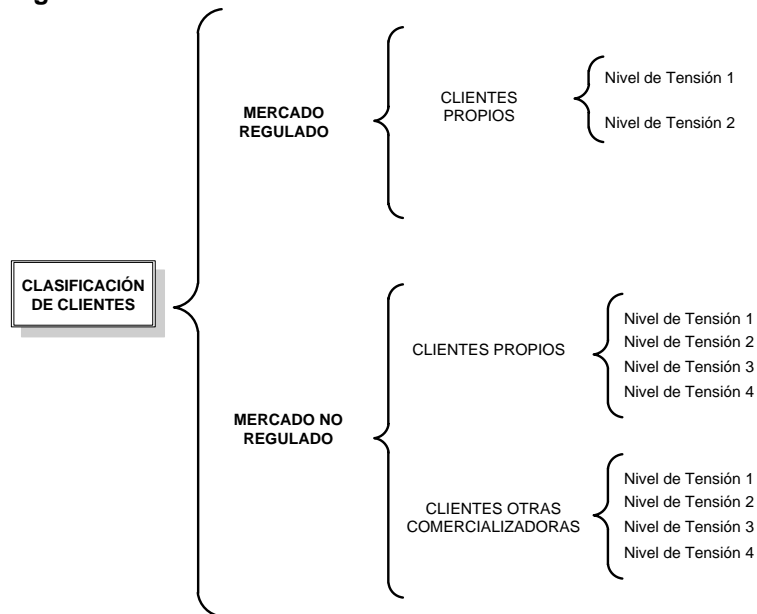 MERCADO
REGULADO
CLIENTES
PROPIOS
Nivel de Tensión 1
Nivel de Tensión 2
CLASIFICACIÓN
DE CLIENTES
MERCADO NO
REGULADO
CLIENTES PROPIOS
Nivel de Tensión 1
Nivel de Tensión 2
Nivel de Tensión 3
Nivel de Tensión 4
CLIENTES OTRAS
COMERCIALIZADORAS
Nivel de Tensión 1
Nivel de Tensión 2
Nivel de Tensión 3
Nivel de Tensión 4